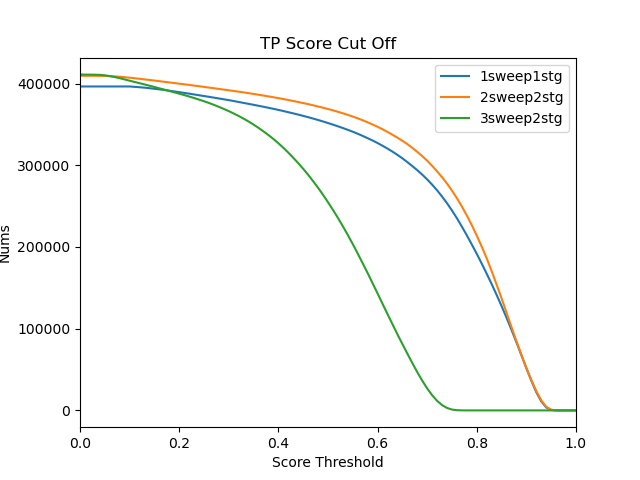 TP Score Cut Off
1sweep1stg
2sweep2stg
3sweep2stg
400000
300000
200000
100000
0
Nums
0.0 0.2 0.4 0.6 0.8 1.0
Score Threshold